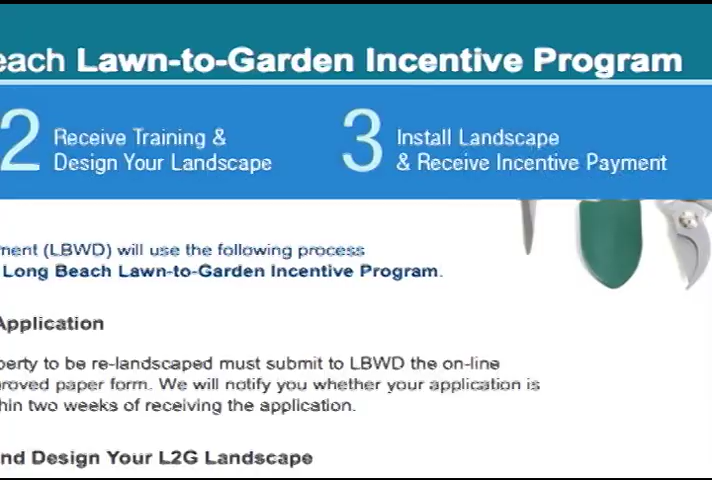 each Lawn-to-Garden Incentive Program
2 Receive Training &
Design Your Landscape
3 Install Landscape
& Receive Incentive Payment
ment (LBWD) will use the following process
Long Beach Lawn-to-Garden Incentive Program.
Application
perty to be re-landscaped must submit to LBWD the on-line
proved paper form. We will notify you whether your application is
hin two weeks of receiving the application.
nd Design Your L2G Landscape